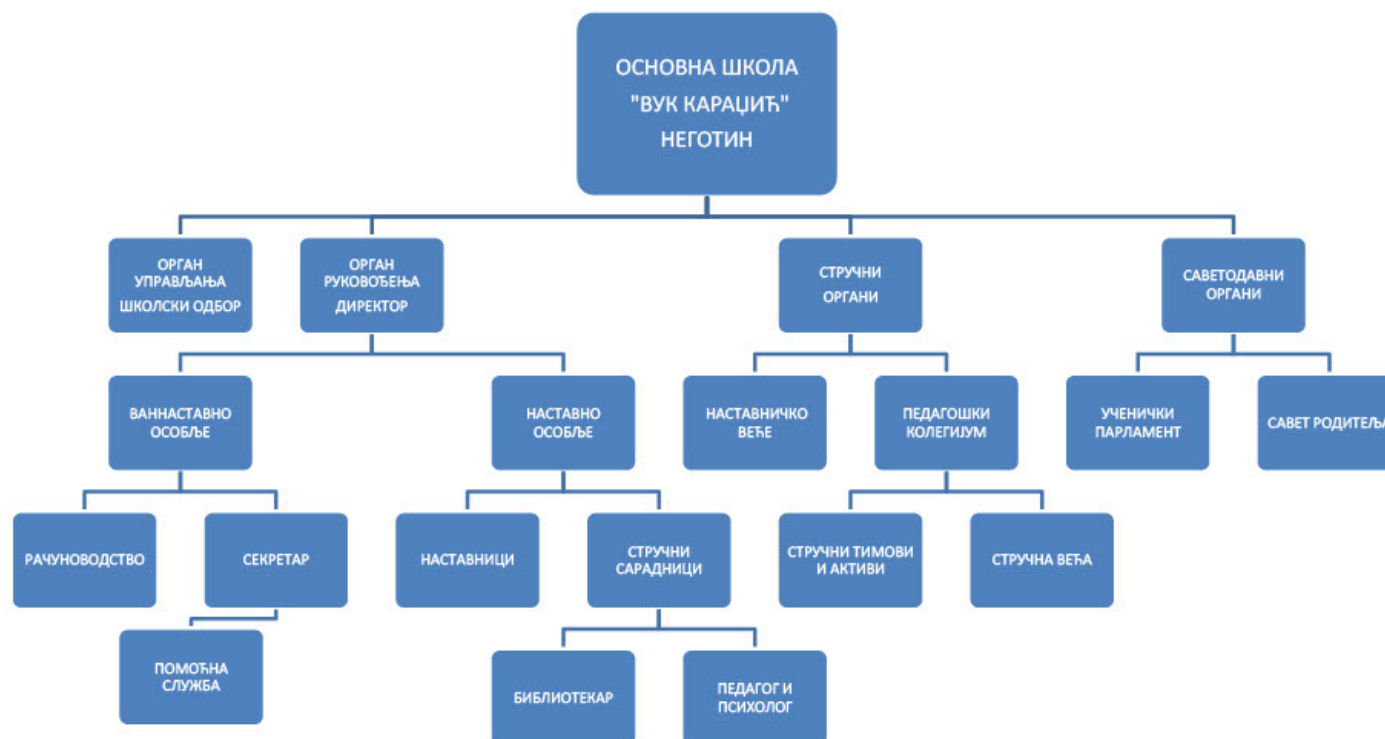 ОСНОВНА ШКОЛА
"ВУК КАРАЏИЋ"
НЕГОТИН
ОРГАН
УПРАВЉАЊА
ШКОЛСКИ ОДБОР
ОРГАН
РУКОВОЂЕЊА
ДИРЕКТОР
СТРУЧНИ
ОРГАНИ
САВЕТОДАВНИ
ОРГАНИ
ВАННАСТАВНО
ОСОБЉЕ
НАСТАВНО
ОСОБЉЕ
НАСТАВНИЧКО
ВЕЋЕ
ПЕДАГОШКИ
КОЛЕГИЈУМ
УЧЕНИЧКИ
ПАРЛАМЕНТ
САВЕТ РОДИТЕЉА
РАЧУНОВОДСТВО
СЕКРЕТАР
НАСТАВНИЦИ
СТРУЧНИ
САРАДНИЦИ
СТРУЧНИ ТИМОВИ
И АКТИВИ
СТРУЧНА ВЕЋА
ПОМОЋНА
СЛУЖБА
БИБЛИОТЕКАР
ПЕДАГОГ И
ПСИХОЛОГ